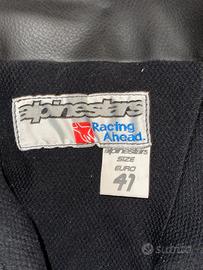 alpinestars
Racing
Ahead.
alpinestars
SIZE
EURO
41
subito